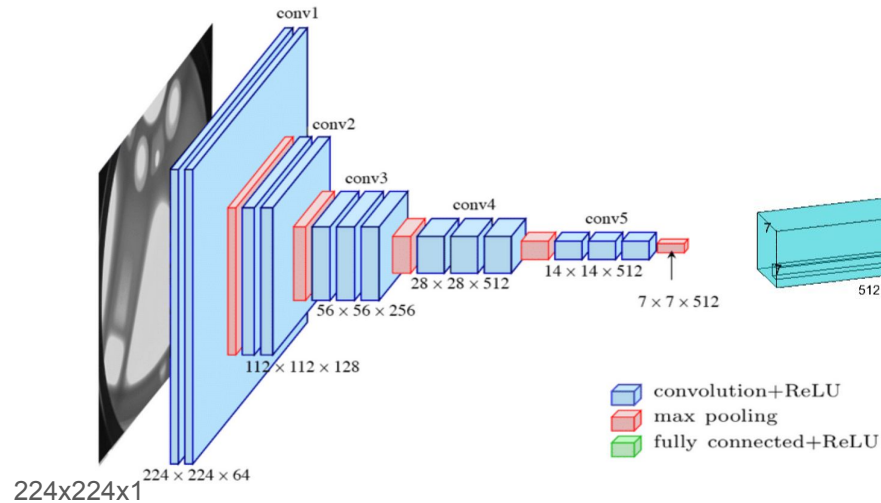 conv1
conv2
conv3
conv4
conv5
7
7
512
14 × 14 × 512
28 × 28 × 512
7 × 7 × 512
56 × 56 × 256
112 × 112 × 128
convolution+ReLU
max pooling
fully connected+ReLU
224 × 224 × 64
224x224x1